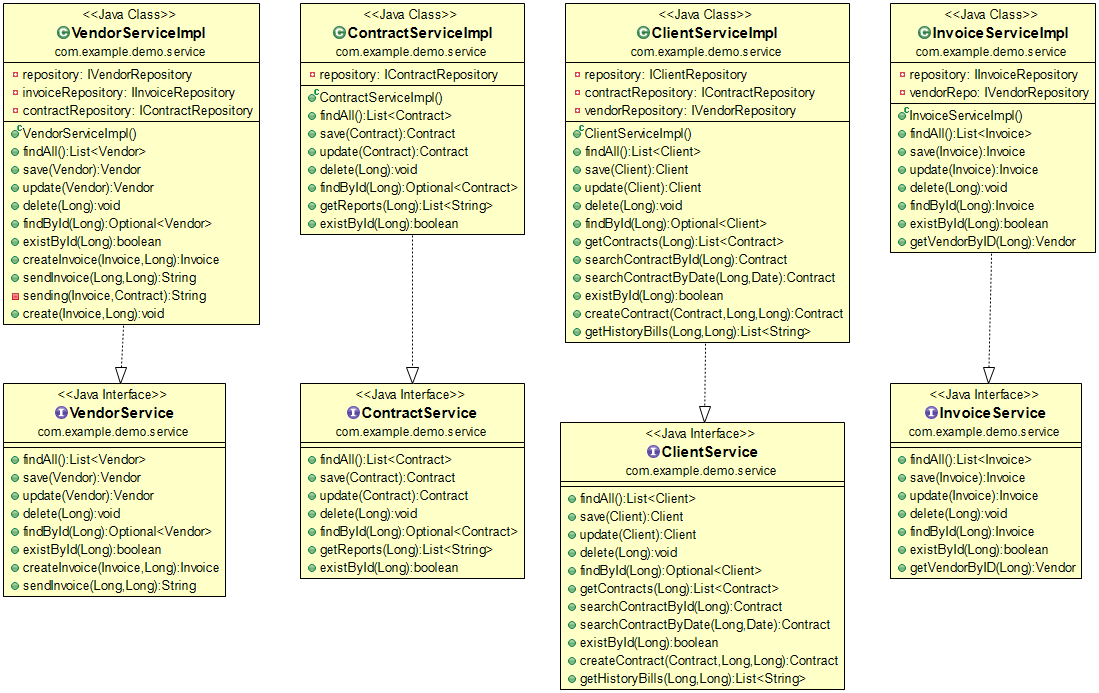 <<Java Class>>
VendorServiceImpl
com.example.demo.service
repository: IVendorRepository
invoiceRepository: IInvoiceRepository
contractRepository: IContractRepository
VendorServiceImpl()
findAll():List<Vendor>
save(Vendor):Vendor
update(Vendor):Vendor
delete(Long):void
findById(Long):Optional<Vendor>
existById(Long):boolean
createInvoice(Invoice,Long):Invoice
sendInvoice(Long,Long):String
sending(Invoice,Contract):String
create(Invoice,Long):void
<<Java Class>>
ContractServiceImpl
com.example.demo.service
repository: IContractRepository
ContractServiceImpl()
findAll():List<Contract>
save(Contract):Contract
update(Contract):Contract
delete(Long):void
findById(Long):Optional<Contract>
getReports(Long):List<String>
existById(Long):boolean
<<Java Class>>
ClientServiceImpl
com.example.demo.service
repository: IClientRepository
contractRepository: IContractRepository
vendorRepository: IVendorRepository
ClientServiceImpl()
findAll():List<Client>
save(Client):Client
update(Client):Client
delete(Long):void
findById(Long):Optional<Client>
getContracts(Long):List<Contract>
searchContractById(Long):Contract
searchContractByDate(Long,Date):Contract
existById(Long):boolean
createContract(Contract,Long,Long):Contract
getHistoryBills(Long,Long):List<String>
<<Java Class>>
InvoiceServiceImpl
com.example.demo.service
repository: IInvoiceRepository
vendorRepo: IVendorRepository
InvoiceServiceImpl()
findAll():List<Invoice>
save(Invoice):Invoice
update(Invoice):Invoice
delete(Long):void
findById(Long):Invoice
existById(Long):boolean
getVendorByID(Long):Vendor
<<Java Interface>>
VendorService
com.example.demo.service
findAll():List<Vendor>
save(Vendor):Vendor
update(Vendor):Vendor
delete(Long):void
findById(Long):Optional<Vendor>
existById(Long):boolean
createInvoice(Invoice,Long):Invoice
sendInvoice(Long,Long):String
<<Java Interface>>
ContractService
com.example.demo.service
findAll():List<Contract>
save(Contract):Contract
update(Contract):Contract
delete(Long):void
findById(Long):Optional<Contract>
getReports(Long):List<String>
existById(Long):boolean
<<Java Interface>>
ClientService
com.example.demo.service
findAll():List<Client>
save(Client):Client
update(Client):Client
delete(Long):void
findById(Long):Optional<Client>
getContracts(Long):List<Contract>
searchContractById(Long):Contract
searchContractByDate(Long,Date):Contract
existById(Long):boolean
createContract(Contract,Long,Long):Contract
getHistoryBills(Long,Long):List<String>
<<Java Interface>>
InvoiceService
com.example.demo.service
findAll():List<Invoice>
save(Invoice):Invoice
update(Invoice):Invoice
delete(Long):void
findById(Long):Invoice
existById(Long):boolean
getVendorByID(Long):Vendor